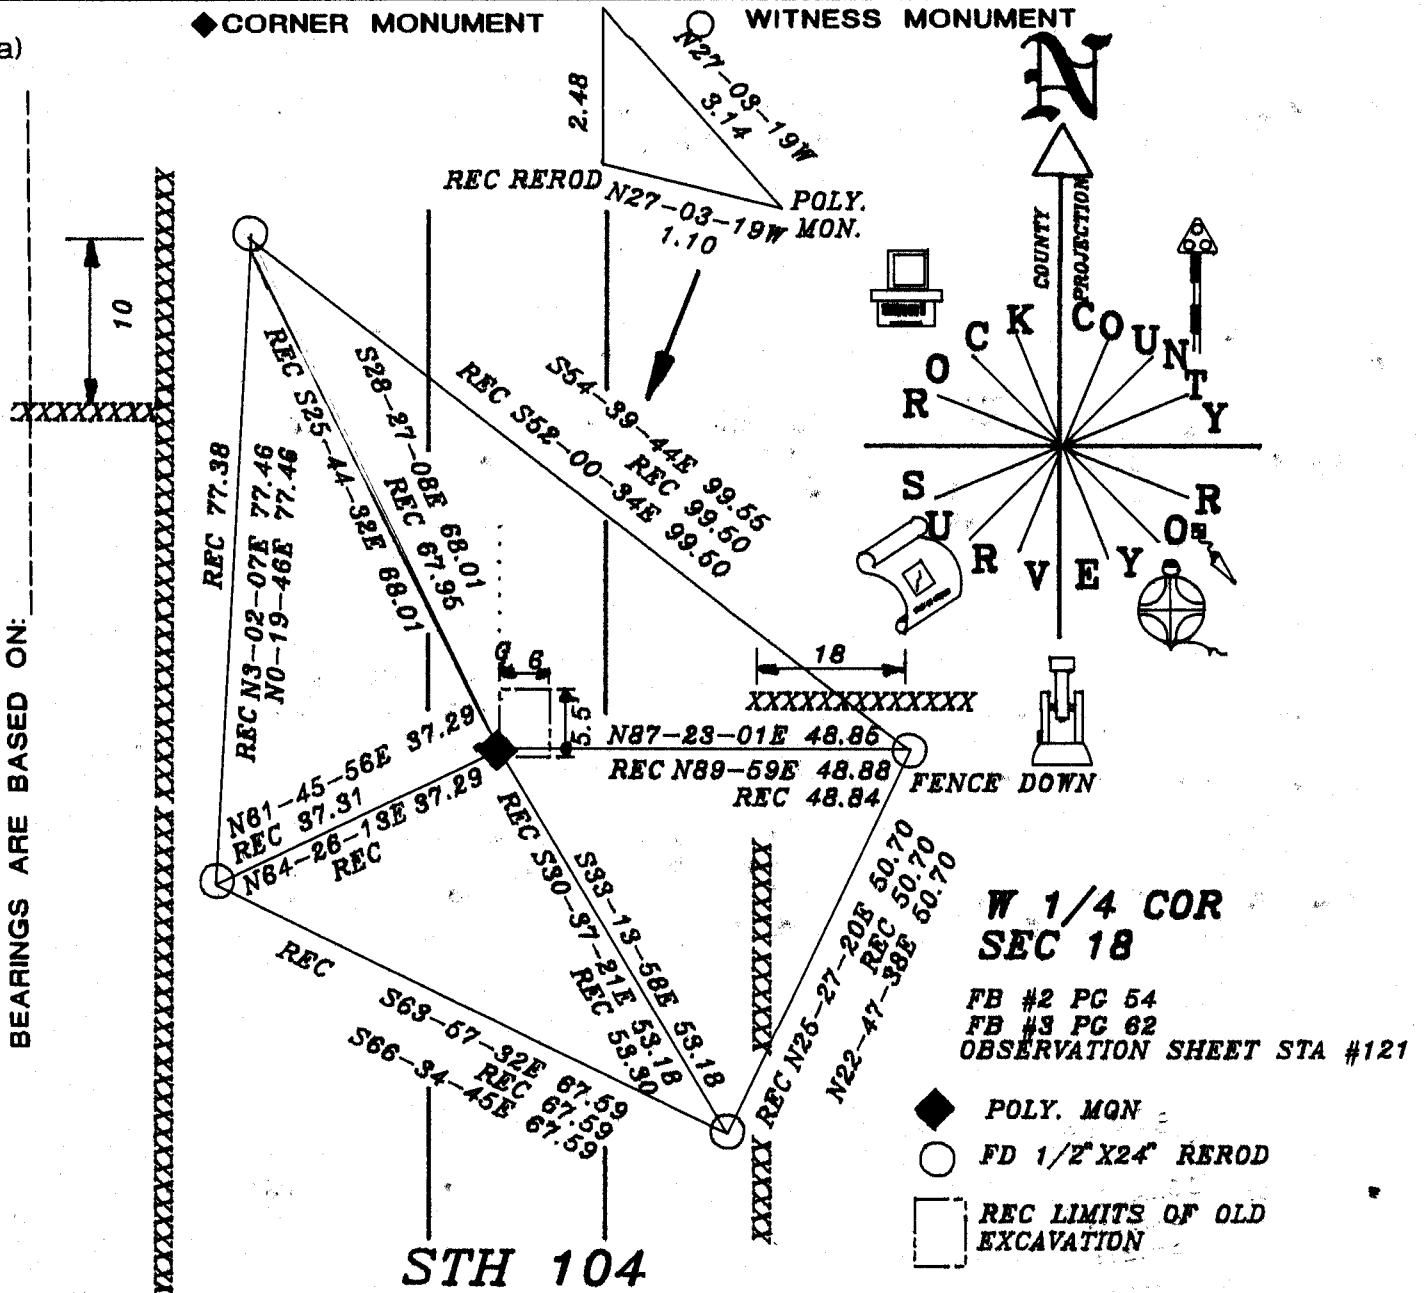 ◆CORNER MONUMENT
WITNESS MONUMENT
a)
N27-03-19W
3.14
2.48
REC REROD
N27-03-19W
1.10
POLY.
MON.
N
COUNTY
PROJECTION
ROCK COUNTY
SURVEYOR
10
XXXXXXXX
REC 77.38
REC N3-02-07E 77.46
N0-19-46E 77.46
REC S25-44-32E 68.01
S28-27-08E 68.01
REC 67.95
S54-39-44E 99.55
REC 99.50
REC S52-00-34E 99.50
6
5.5
18
XXXXXXXXXXXXX
N87-23-01E 48.86
REC N89-59E 48.88
REC 48.84
FENCE DOWN
N61-45-56E 37.29
REC 37.31
N64-26-13E 37.29
REC
REC S30-37-21E 53.18
REC 53.30
S33-13-58E 53.18
REC N25-27-20E 50.70
REC 50.70
N22-47-38E 50.70
REC
S63-57-32E 67.59
REC 67.59
S66-34-45E 67.59
BEARINGS ARE BASED ON:
W 1/4 COR
SEC 18
FB #2 PG 54
FB #3 PG 62
OBSERVATION SHEET STA #121
POLY. MON
FD 1/2"X24" REROD
REC LIMITS OF OLD
EXCAVATION
STH 104